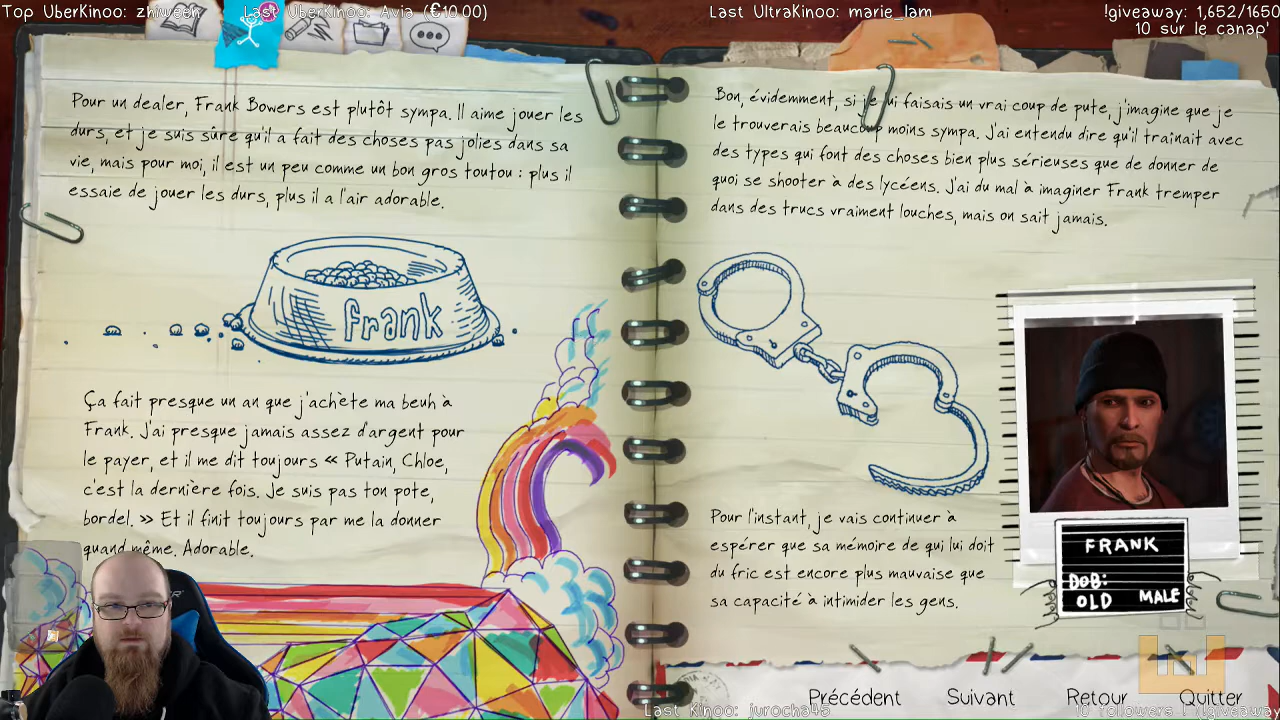 Top UberKinoo: zhiweeh
Last UberKinoo: Avia (€10.00)
Last UltraKinoo: marie_lam
!giveaway: 1,652/1650
10 sur le canap'
Pour un dealer, Frank Bowers est plutôt sympa. Il aime jouer les
durs, et je suis sûre qu'il a fait des choses pas jolies dans sa
vie, mais pour moi, il est un peu comme un bon gros toutou : plus il
essaie de jouer les durs, plus il a l'air adorable.
frank
Ça fait presque un an que j'achète ma beuh à
Frank. J'ai presque jamais assez d'argent pour
le payer, et il me dit toujours « Putain, Chloe,
c'est la dernière fois. Je suis pas ton pote,
bordel. » Et il finit toujours par me la donner
quand même. Adorable.
Bon, évidemment, si je lui faisais un vrai coup de pute, j'imagine que je
le trouverais beaucoup moins sympa. J'ai entendu dire qu'il trainait avec
des types qui font des choses bien plus sérieuses que de donner de
quoi se shooter à des lycéens. J'ai du mal à imaginer Frank tremper
dans des trucs vraiment louches, mais on sait jamais.
Pour l'instant, je vais continuer à
espérer que sa mémoire de qui lui doit
du fric est encore plus mauvaise que
sa capacité à intimider les gens.
FRANK
DOB:
OLD MALE
Précédent Suivant Retour Quitter
Last Kinoo: jurocha48
10 followers = !giveaway